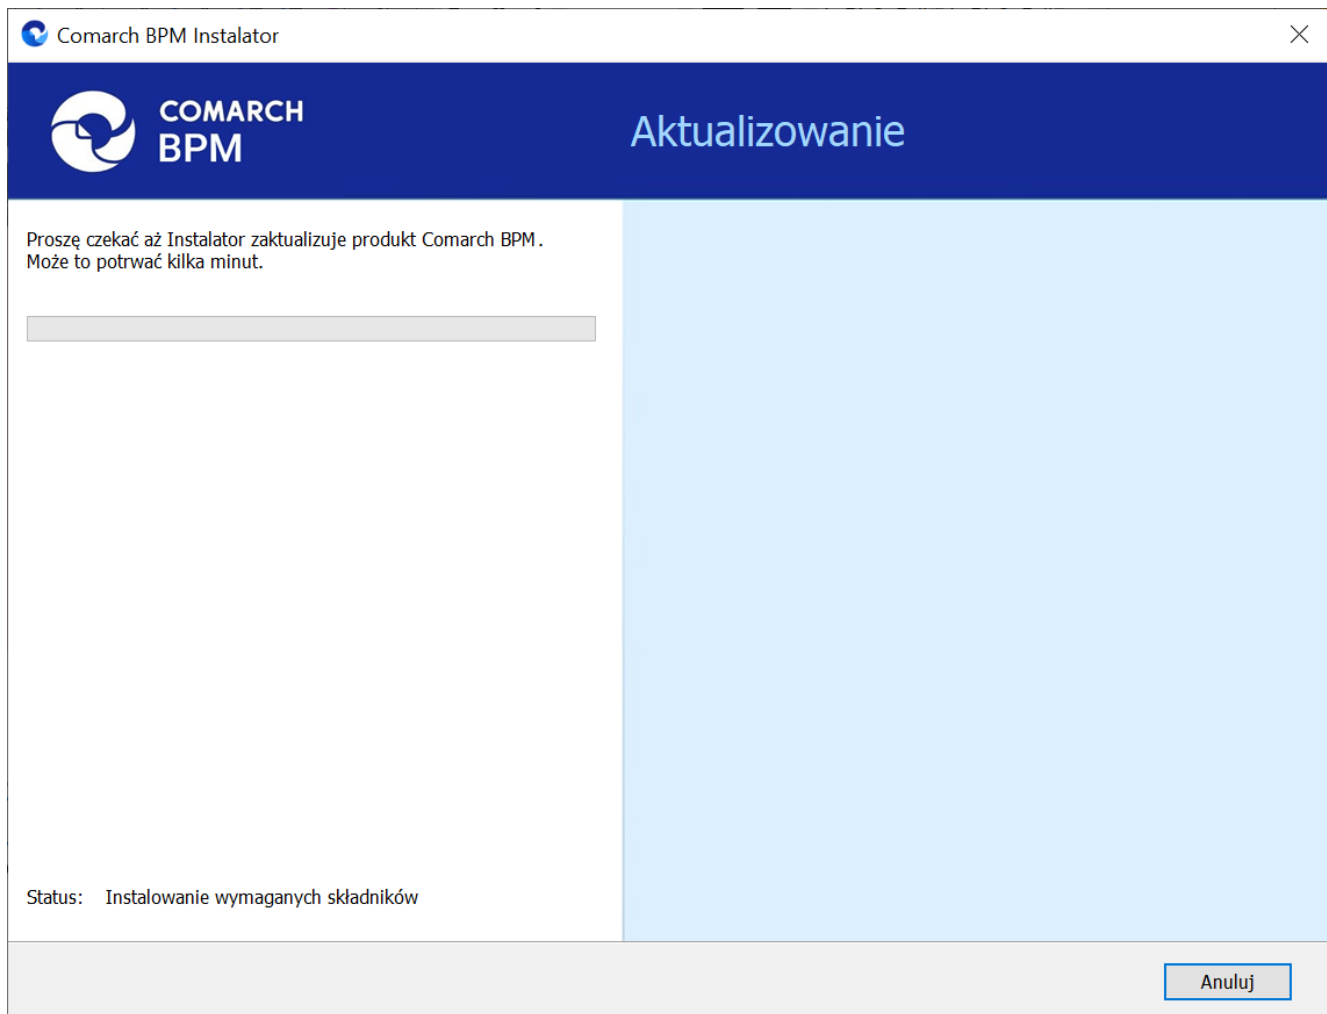 Comarch BPM Instalator
COMARCH
BPM
Aktualizowanie
Proszę czekać aż Instalator zaktualizuje produkt Comarch BPM.
Może to potrwać kilka minut.
Status: Instalowanie wymaganych składników
Anuluj